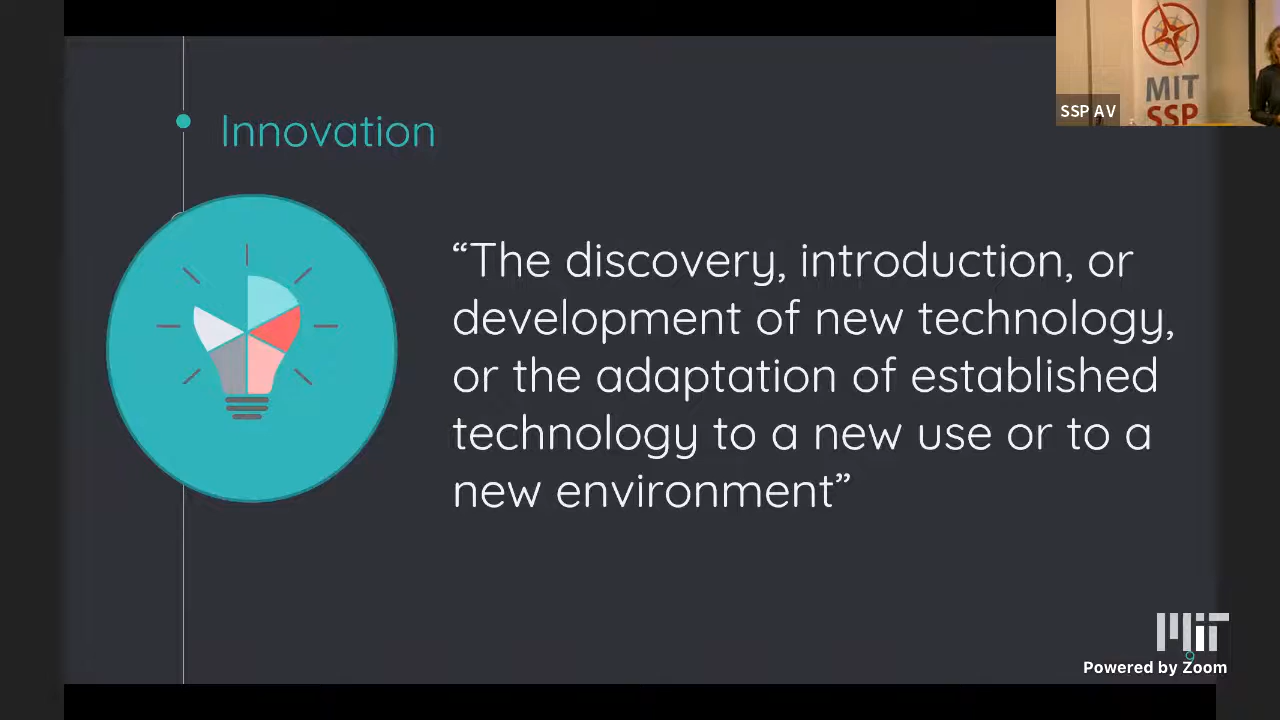 Innovation
“The discovery, introduction, or
development of new technology,
or the adaptation of established
technology to a new use or to a
new environment”
MIT
SSP
SSP AV
MIT
Powered by Zoom